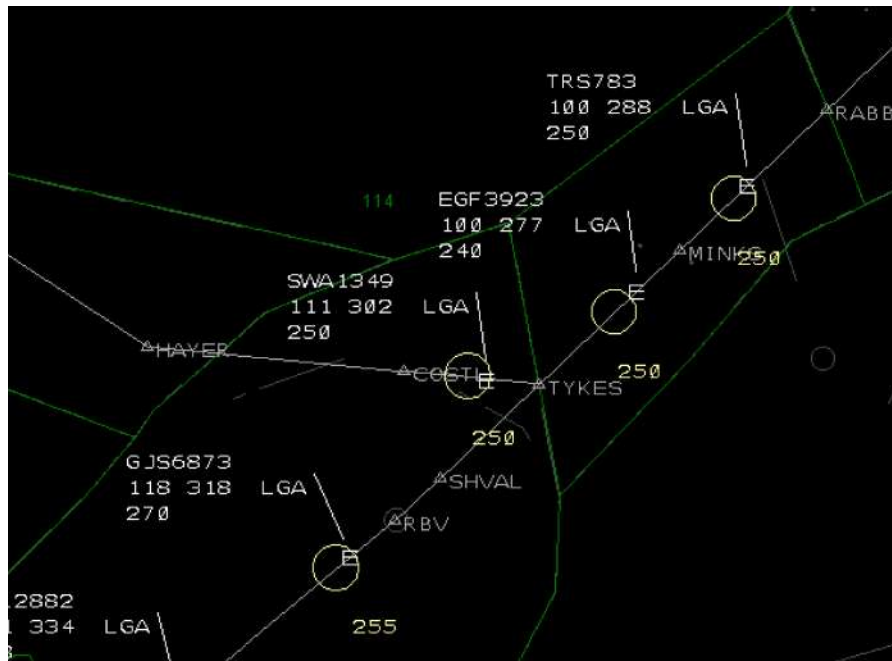 TRS783
100 288 LGA
250
RABB
114
EGF3923
100 277 LGA
240
MINKS
250
SWA1349
111 302 LGA
250
HAYER
COSTL
TYKES
250
250
GJS6873
118 318 LGA
270
SHVAL
RBV
2882
334 LGA
255